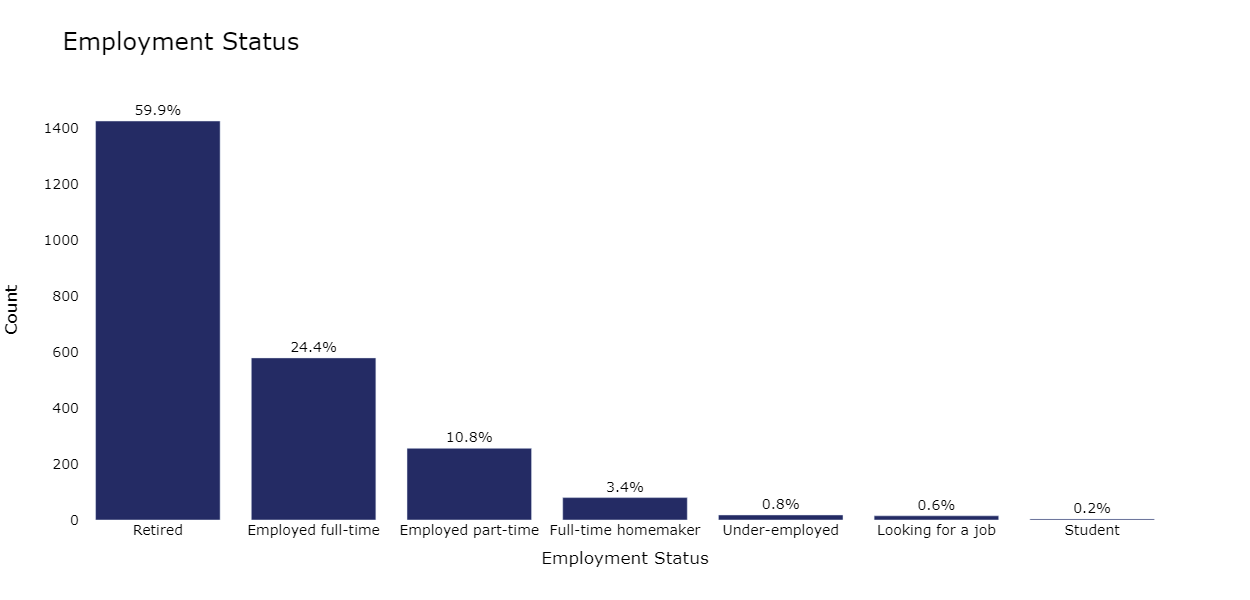 Employment Status
59.9%
24.4%
10.8%
3.4%
0.8%
0.6%
0.2%
1400
1200
1000
800
600
400
200
0
Count
Retired
Employed full-time
Employed part-time
Full-time homemaker
Under-employed
Looking for a job
Student
Employment Status